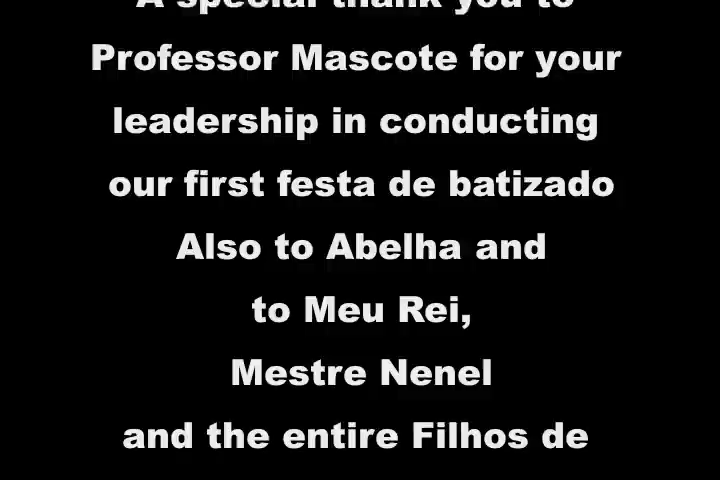 A special thank you to
Professor Mascote for your
leadership in conducting
our first festa de batizado
Also to Abelha and
to Meu Rei,
Mestre Nenel
and the entire Filhos de